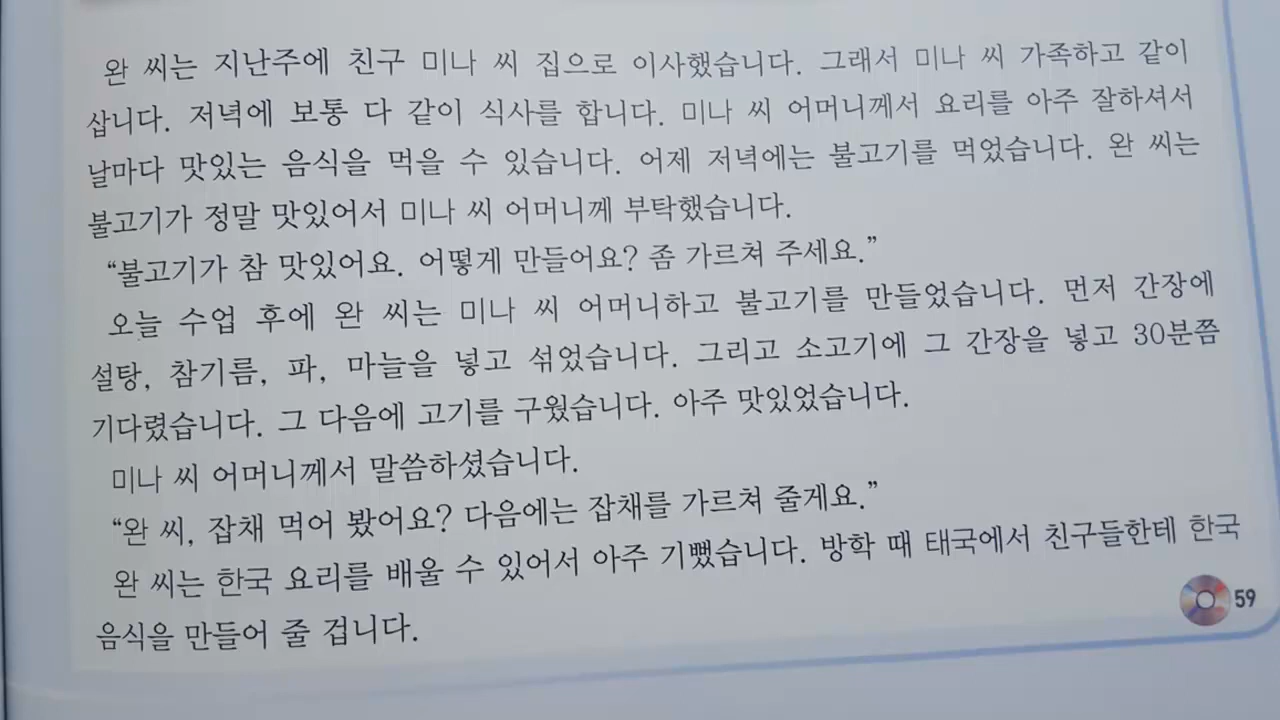 완 씨는 지난주에 친구 미나 씨 집으로 이사했습니다. 그래서 미나 씨 가족하고 같이
삽니다. 저녁에 보통 다 같이 식사를 합니다. 미나 씨 어머니께서 요리를 아주 잘하셔서
날마다 맛있는 음식을 먹을 수 있습니다. 어제 저녁에는 불고기를 먹었습니다. 완 씨는
불고기가 정말 맛있어서 미나 씨 어머니께 부탁했습니다.
“불고기가 참 맛있어요. 어떻게 만들어요? 좀 가르쳐 주세요.”
오늘 수업 후에 완 씨는 미나 씨 어머니하고 불고기를 만들었습니다. 먼저 간장에
설탕, 참기름, 파, 마늘을 넣고 섞었습니다. 그리고 소고기에 그 간장을 넣고 30분쯤
기다렸습니다. 그 다음에 고기를 구웠습니다. 아주 맛있었습니다.
미나 씨 어머니께서 말씀하셨습니다.
“완 씨, 잡채 먹어 봤어요? 다음에는 잡채를 가르쳐 줄게요.”
완 씨는 한국 요리를 배울 수 있어서 아주 기뻤습니다. 방학 때 태국에서 친구들한테 한국
음식을 만들어 줄 겁니다.
59